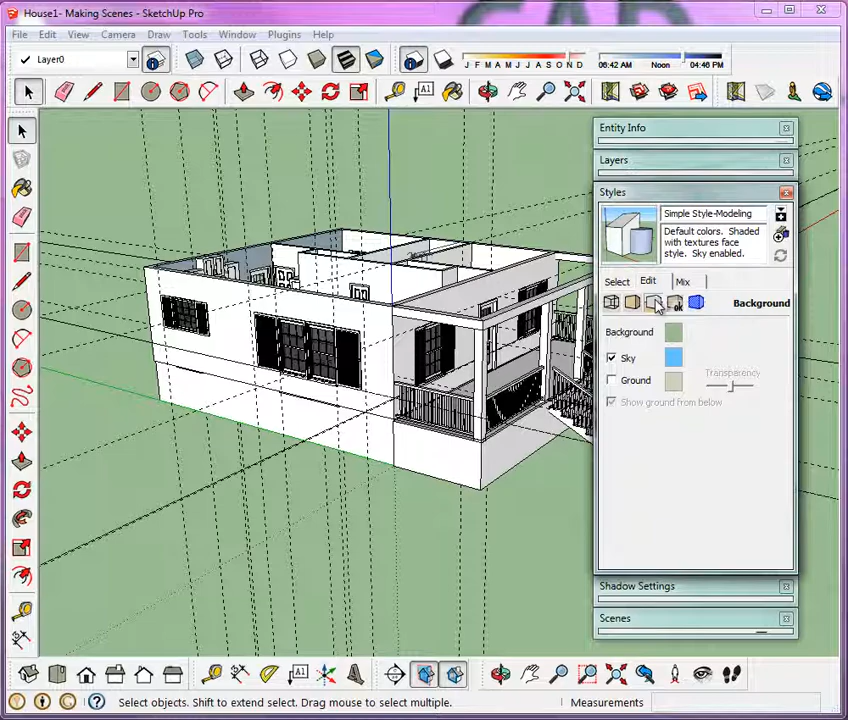 House1- Making Scenes - SketchUp Pro
File Edit View Camera Draw Tools Window Plugins Help
Layer0
J F M A M J J A S O N D
06:42 AM Noon 04:46 PM
A1
Entity Info
Layers
Styles
Simple Style-Modeling
Default colors. Shaded
with textures face
style. Sky enabled.
Select Edit Mix
ok
Background
Background
Sky
Transparency
Ground
Show ground from below
Shadow Settings
Scenes
A1
Select objects. Shift to extend select. Drag mouse to select multiple.
Measurements